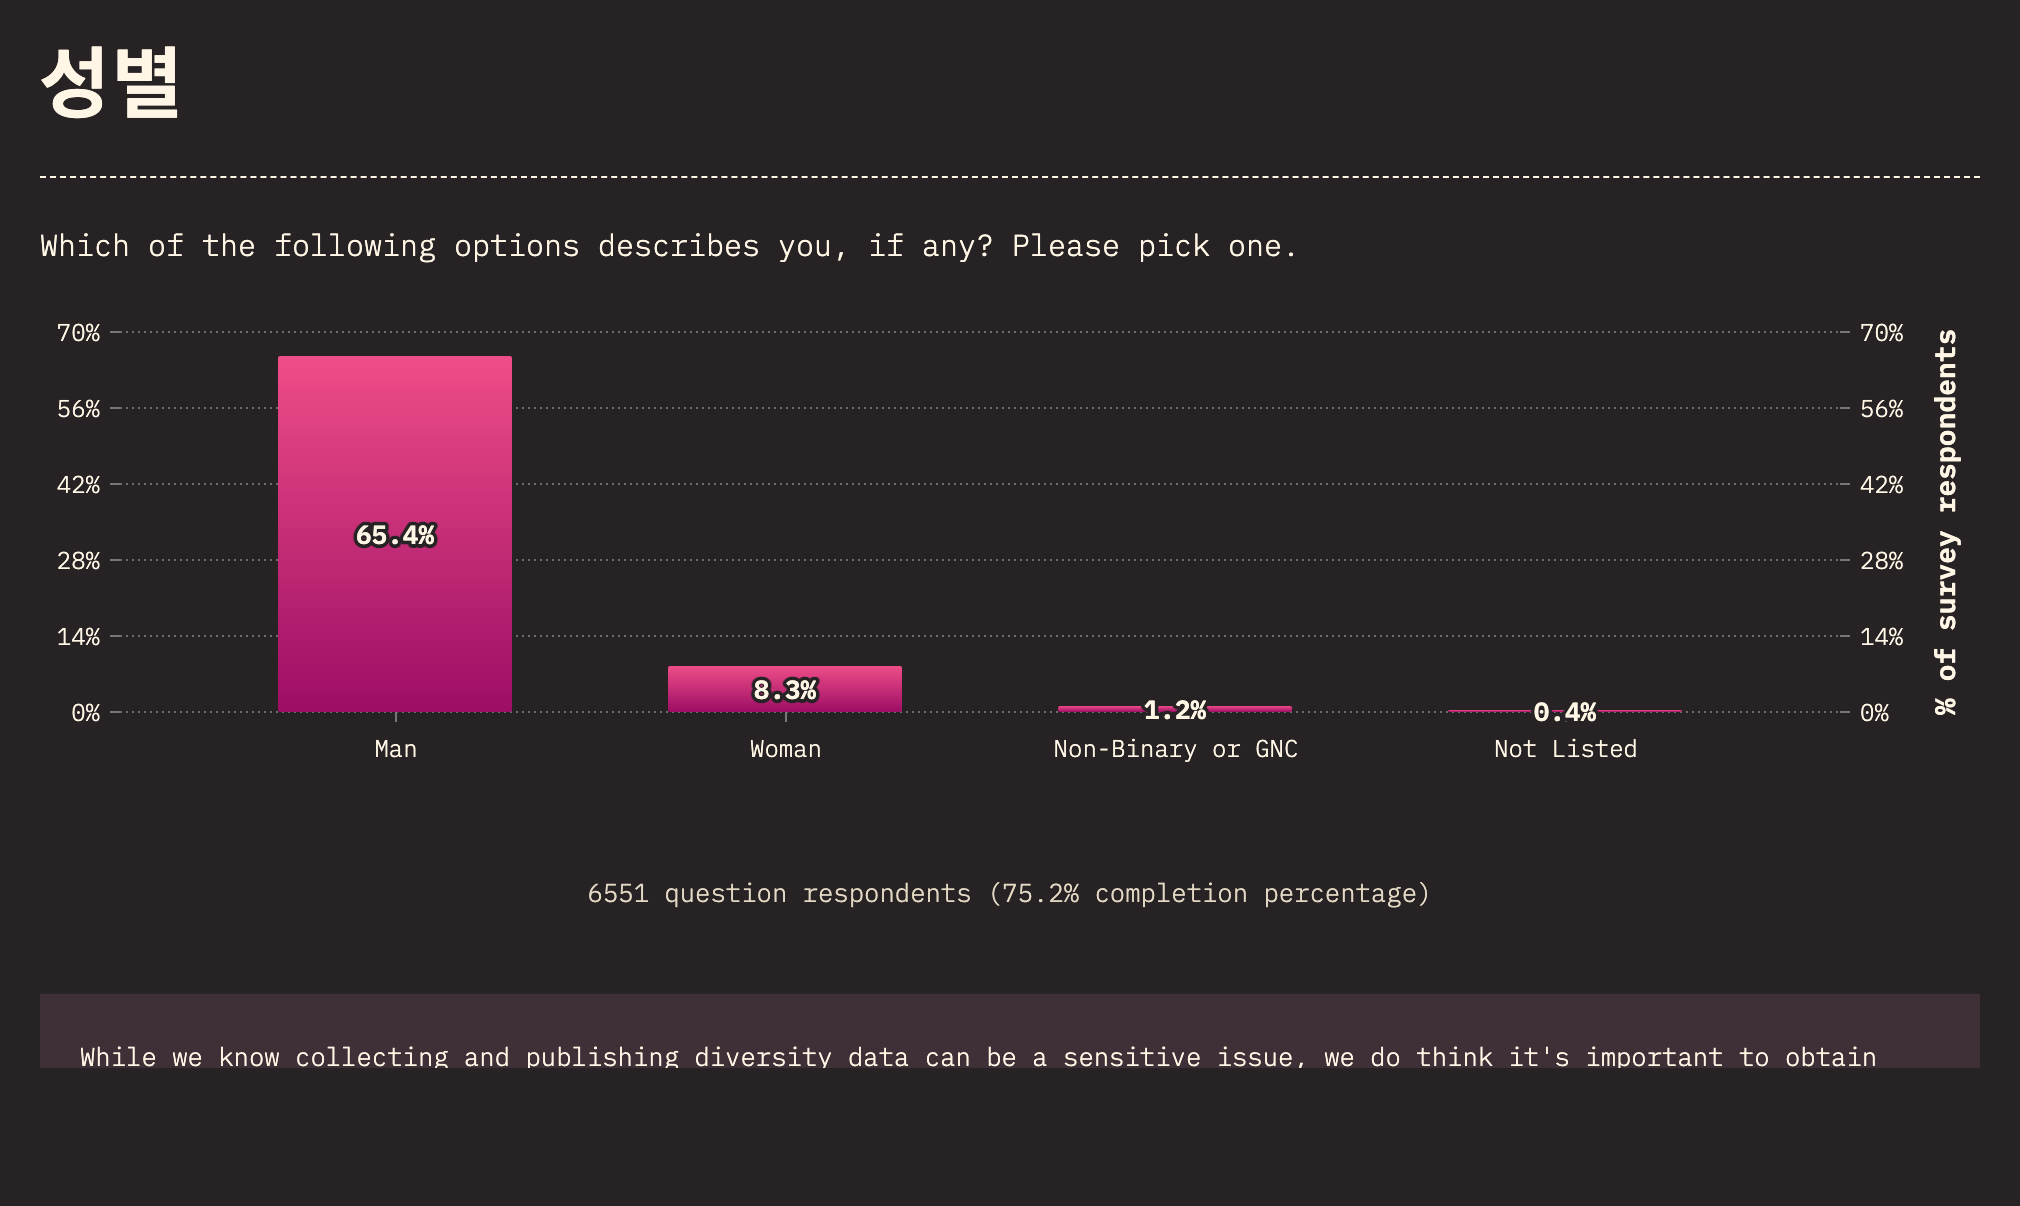 성별
Which of the following options describes you, if any? Please pick one.
70% 70%
56% 56%
42% 42%
28% 28%
14% 14%
0% 0%
% of survey respondents
65.4%
8.3%
1.2%
0.4%
Man Woman Non-Binary or GNC Not Listed
6551 question respondents (75.2% completion percentage)
While we know collecting and publishing diversity data can be a sensitive issue, we do think it's important to obtain